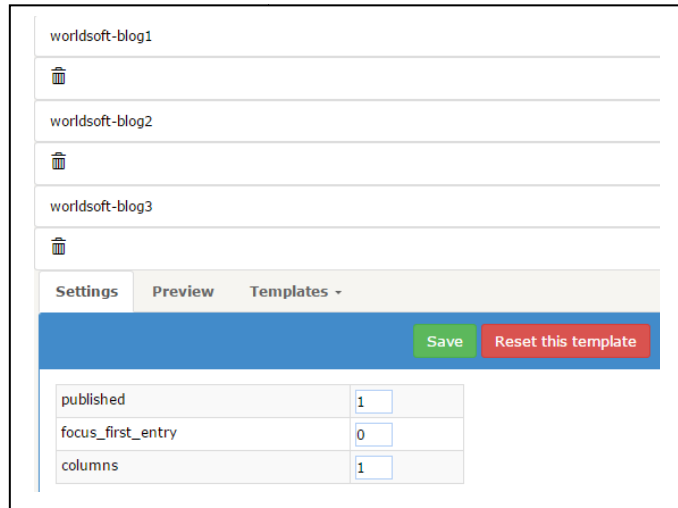 worldsoft-blog1
worldsoft-blog2
worldsoft-blog3
Settings Preview Templates
Save Reset this template
published 1
focus_first_entry 0
columns 1